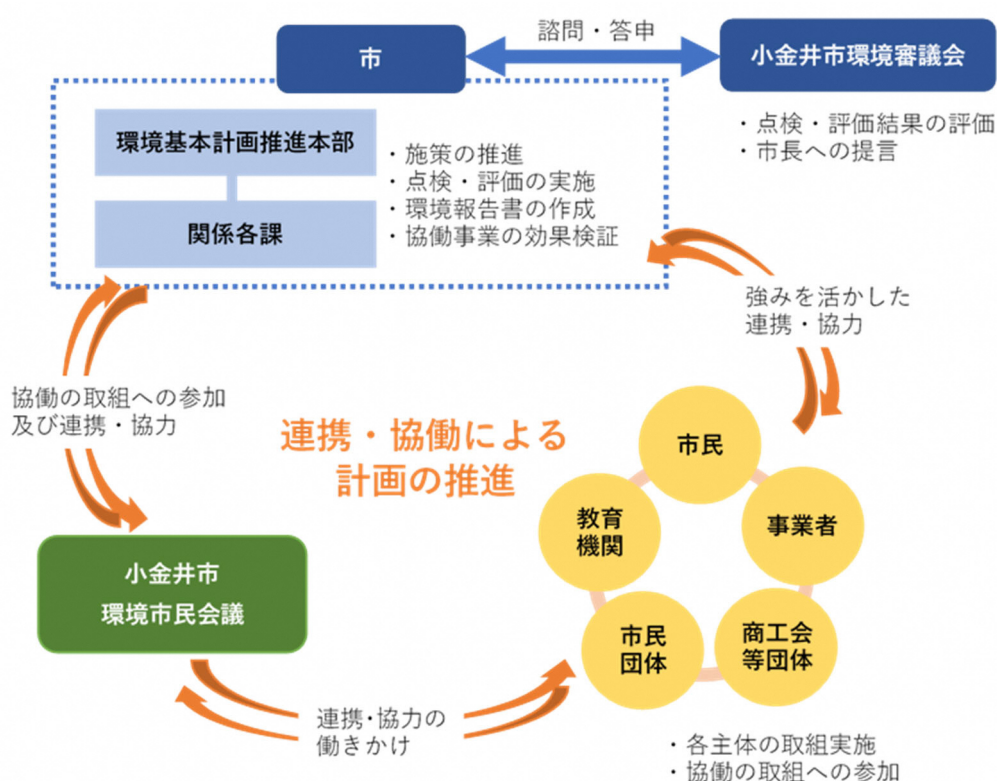 市
諮問・答申
小金井市環境審議会
・点検・評価結果の評価
・市長への提言
環境基本計画推進本部
関係各課
・施策の推進
・点検・評価の実施
・環境報告書の作成
・協働事業の効果検証
強みを活かした
連携・協力
協働の取組への参加
及び連携・協力
連携・協働による
計画の推進
市民
教育
機関
事業者
市民
団体
商工会
等団体
小金井市
環境市民会議
連携・協力の
働きかけ
・各主体の取組実施
・協働の取組への参加